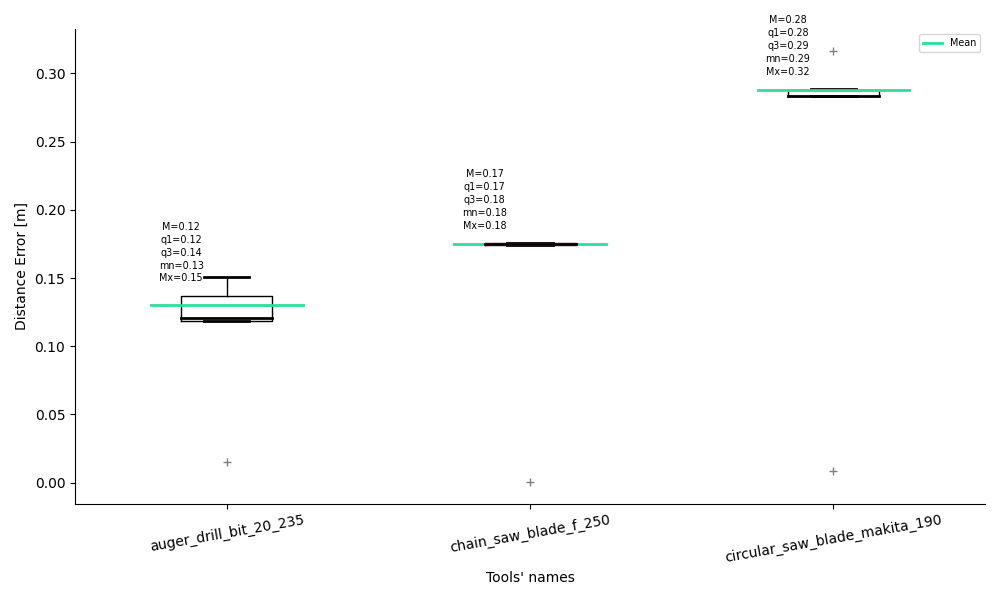 M=0.28
q1=0.28
q3=0.29
mn=0.29
Mx=0.32
Mean
M=0.17
q1=0.17
q3=0.18
mn=0.18
Mx=0.18
M=0.12
q1=0.12
q3=0.14
mn=0.13
Mx=0.15
Distance Error [m]
0.30
0.25
0.20
0.15
0.10
0.05
0.00
auger_drill_bit_20_235
chain_saw_blade_f_250
circular_saw_blade_makita_190
Tools' names